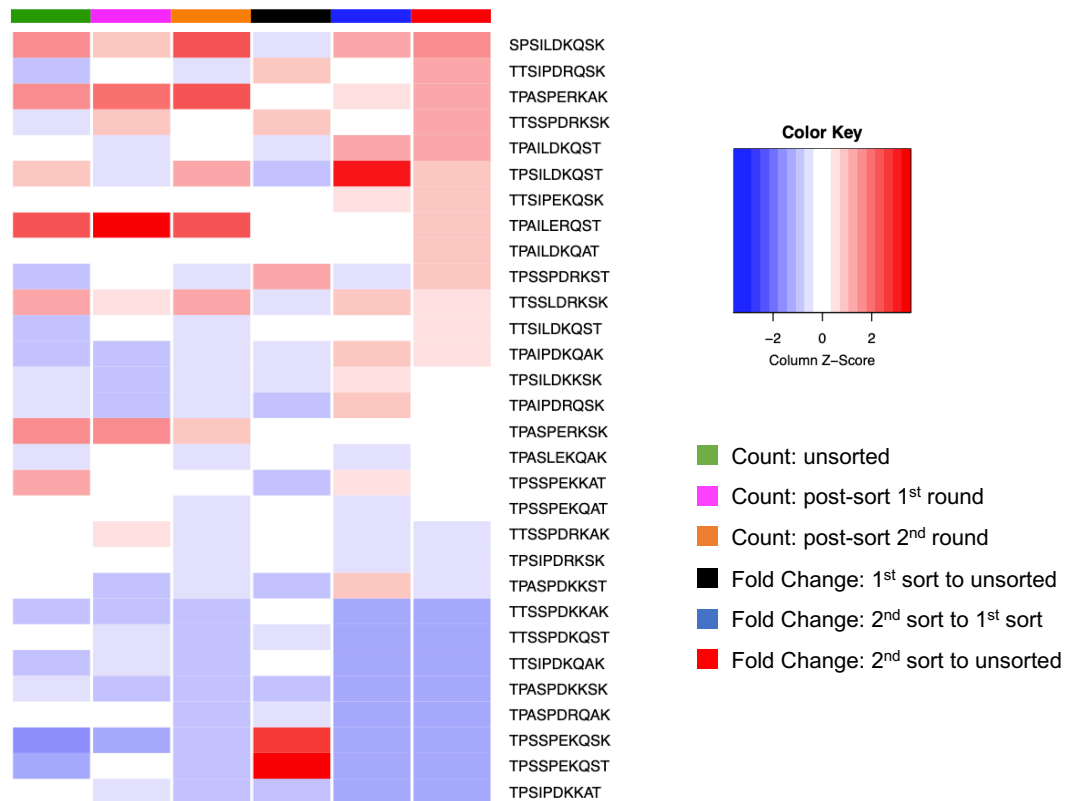 SPSILDKQSK
TTSIPDRQSK
TPASPERKAK
TTSSPDRKSK
TPAILDKQST
TPSILDKQST
TTSIPEKQSK
TPAILERQST
TPAILDKQAT
TPSSPDRKST
TTSSLDRKSK
TTSILDKQST
TPAIPDKQAK
TPSILDKKSK
TPAIPDRQSK
TPASPERKSK
TPASLEKQAK
TPSSPEKKAT
TPSSPEKQAT
TTSSPDRKAK
TPSIPDRKSK
TPASPDKKST
TTSSPDKKAK
TTSSPDKQST
TTSIPDKQAK
TPASPDKKSK
TPASPDRQAK
TPSSPEKQSK
TPSSPEKQST
TPSIPDKKAT
Color Key
−2 0 2
Column Z−Score
Count: unsorted
Count: post-sort 1st round
Count: post-sort 2nd round
Fold Change: 1st sort to unsorted
Fold Change: 2nd sort to 1st sort
Fold Change: 2nd sort to unsorted